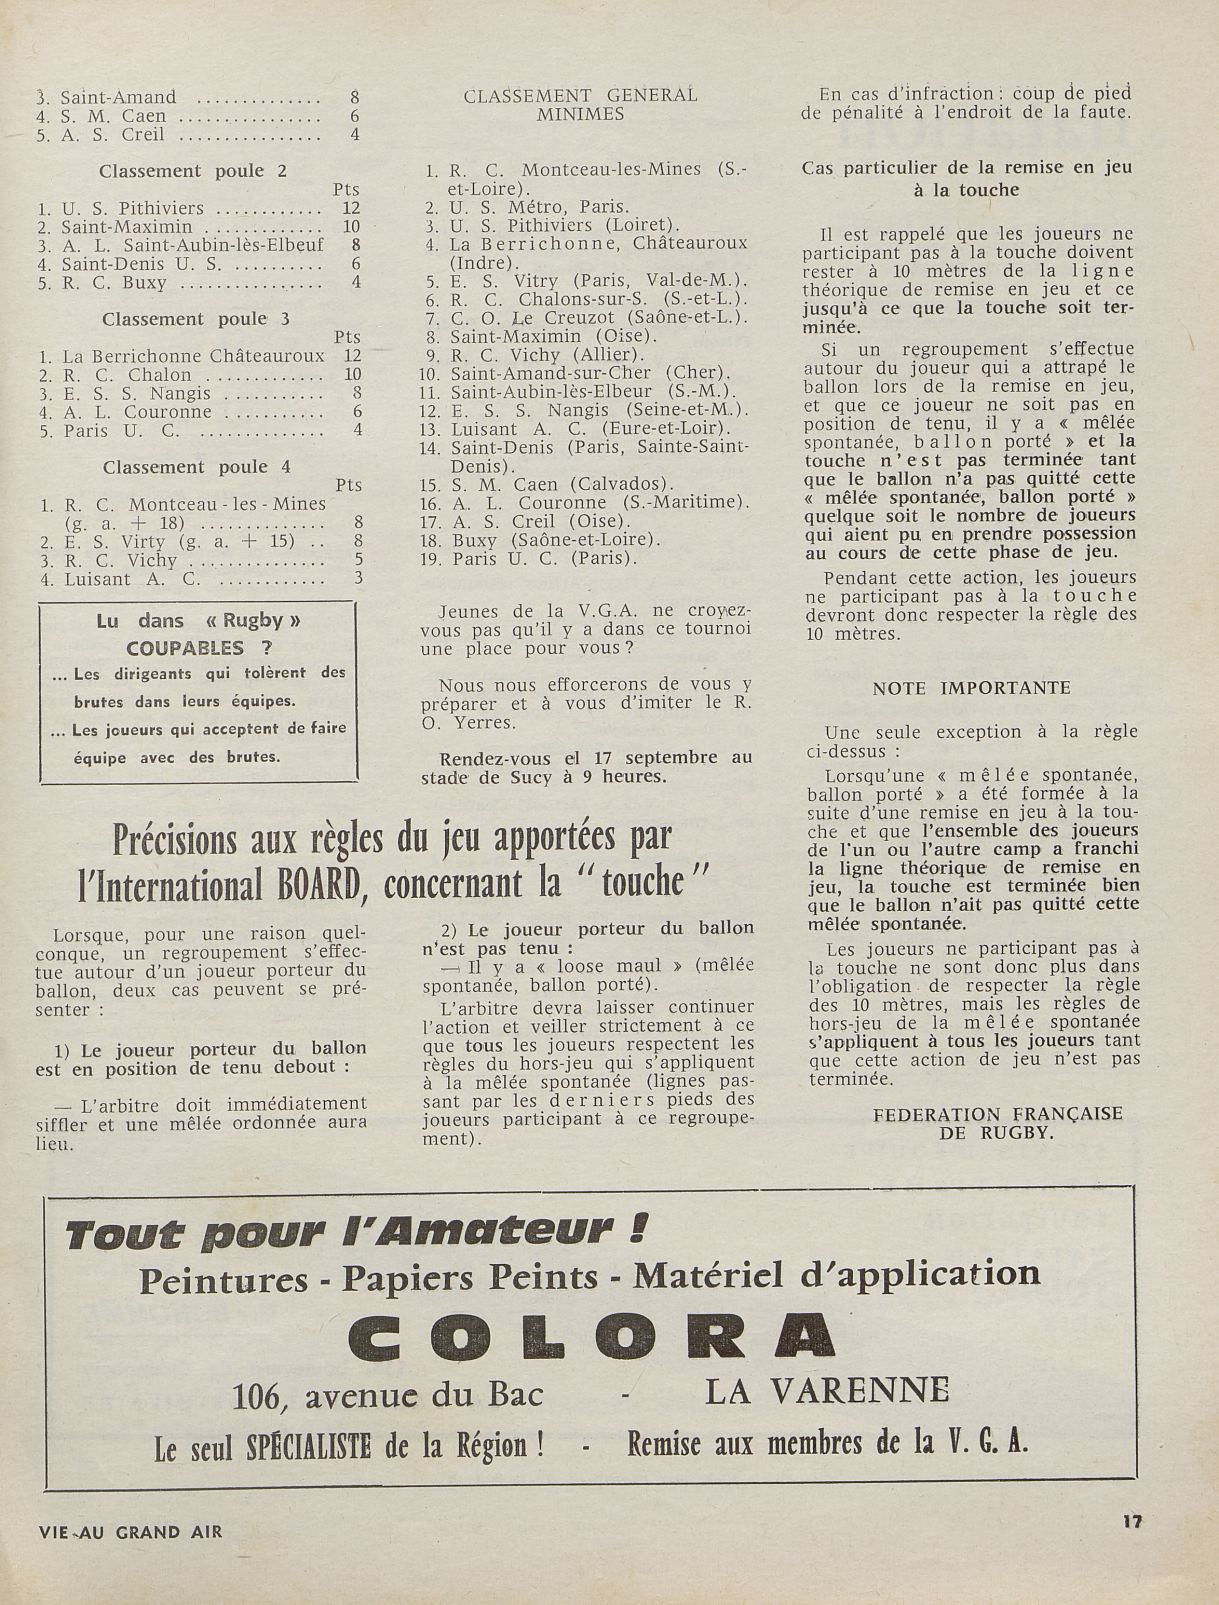 3. Saint-Amand .............. 8
4. S. M. Caen ................ 6
5. A. S. Creil ................ 4
Classement poule 2
Pts
1. U. S. Pithiviers ............ 12
2. Saint-Maximin ............. 10
3. A. L. Saint-Aubin-lès-Elbeuf 8
4. Saint-Denis U. S. .......... 6
5. R. C. Buxy ................ 4
Classement poule 3
Pts
1. La Berrichonne Châteauroux 12
2. R. C. Chalon ............. 10
3. E. S. S. Nangis ........... 8
4. A. L. Couronne ........... 6
5. Paris U. C. .............. 4
Classement poule 4
Pts
1. R. C. Montceau - les - Mines
(g. a. + 18) .............. 8
2. E. S. Virty (g. a. + 15) .. 8
3. R. C. Vichy ............... 5
4. Luisant A. C. ............ 3
Lu dans « Rugby »
COUPABLES ?
... Les dirigeants qui tolèrent des
brutes dans leurs équipes.
... Les joueurs qui acceptent de faire
équipe avec des brutes.
CLASSEMENT GENERAL
MINIMES
1. R. C. Montceau-les-Mines (S.-
et-Loire).
2. U. S. Métro, Paris.
3. U. S. Pithiviers (Loiret).
4. La Berrichonne, Châteauroux
(Indre).
5. E. S. Vitry (Paris, Val-de-M.).
6. R. C. Chalons-sur-S. (S.-et-L.).
7. C. O. Le Creuzot (Saône-et-L.).
8. Saint-Maximin (Oise).
9. R. C. Vichy (Allier).
10. Saint-Amand-sur-Cher (Cher).
11. Saint-Aubin-lès-Elbeur (S.-M.).
12. E. S. S. Nangis (Seine-et-M.).
13. Luisant A. C. (Eure-et-Loir).
14. Saint-Denis (Paris, Sainte-Saint-
Denis).
15. S. M. Caen (Calvados).
16. A. L. Couronne (S.-Maritime).
17. A. S. Creil (Oise).
18. Buxy (Saône-et-Loire).
19. Paris U. C. (Paris).
Jeunes de la V.G.A. ne croyez-
vous pas qu'il y a dans ce tournoi
une place pour vous ?
Nous nous efforcerons de vous y
préparer et à vous d'imiter le R.
O. Yerres.
Rendez-vous el 17 septembre au
stade de Sucy à 9 heures.
Précisions aux règles du jeu apportées par
l'International BOARD, concernant la "touche"
Lorsque, pour une raison quel-
conque, un regroupement s'effec-
tue autour d'un joueur porteur du
ballon, deux cas peuvent se pré-
senter :
1) Le joueur porteur du ballon
est en position de tenu debout :
— L'arbitre doit immédiatement
siffler et une mêlée ordonnée aura
lieu.
2) Le joueur porteur du ballon
n'est pas tenu :
— Il y a « loose maul » (mêlée
spontanée, ballon porté).
L'arbitre devra laisser continuer
l'action et veiller strictement à ce
que tous les joueurs respectent les
règles du hors-jeu qui s'appliquent
à la mêlée spontanée (lignes pas-
sant par les derniers pieds des
joueurs participant à ce regroupe-
ment).
En cas d'infraction : coup de pied
de pénalité à l'endroit de la faute.
Cas particulier de la remise en jeu
à la touche
Il est rappelé que les joueurs ne
participant pas à la touche doivent
rester à 10 mètres de la ligne
théorique de remise en jeu et ce
jusqu'à ce que la touche soit ter-
minée.
Si un regroupement s'effectue
autour du joueur qui a attrapé le
ballon lors de la remise en jeu,
et que ce joueur ne soit pas en
position de tenu, il y a « mêlée
spontanée, ballon porté » et la
touche n'est pas terminée tant
que le ballon n'a pas quitté cette
« mêlée spontanée, ballon porté »
quelque soit le nombre de joueurs
qui aient pu en prendre possession
au cours de cette phase de jeu.
Pendant cette action, les joueurs
ne participant pas à la touche
devront donc respecter la règle des
10 mètres.
NOTE IMPORTANTE
Une seule exception à la règle
ci-dessus :
Lorsqu'une « mêlée spontanée,
ballon porté » a été formée à la
suite d'une remise en jeu à la tou-
che et que l'ensemble des joueurs
de l'un ou l'autre camp a franchi
la ligne théorique de remise en
jeu, la touche est terminée bien
que le ballon n'ait pas quitté cette
mêlée spontanée.
Les joueurs ne participant pas à
la touche ne sont donc plus dans
l'obligation de respecter la règle
des 10 mètres, mais les règles de
hors-jeu de la mêlée spontanée
s'appliquent à tous les joueurs tant
que cette action de jeu n'est pas
terminée.
FEDERATION FRANÇAISE
DE RUGBY.
Tout pour l'Amateur !
Peintures - Papiers Peints - Matériel d'application
COLORA
106, avenue du Bac - LA VARENNE
Le seul SPÉCIALISTE de la Région ! - Remise aux membres de la V. G. A.
VIE AU GRAND AIR
17